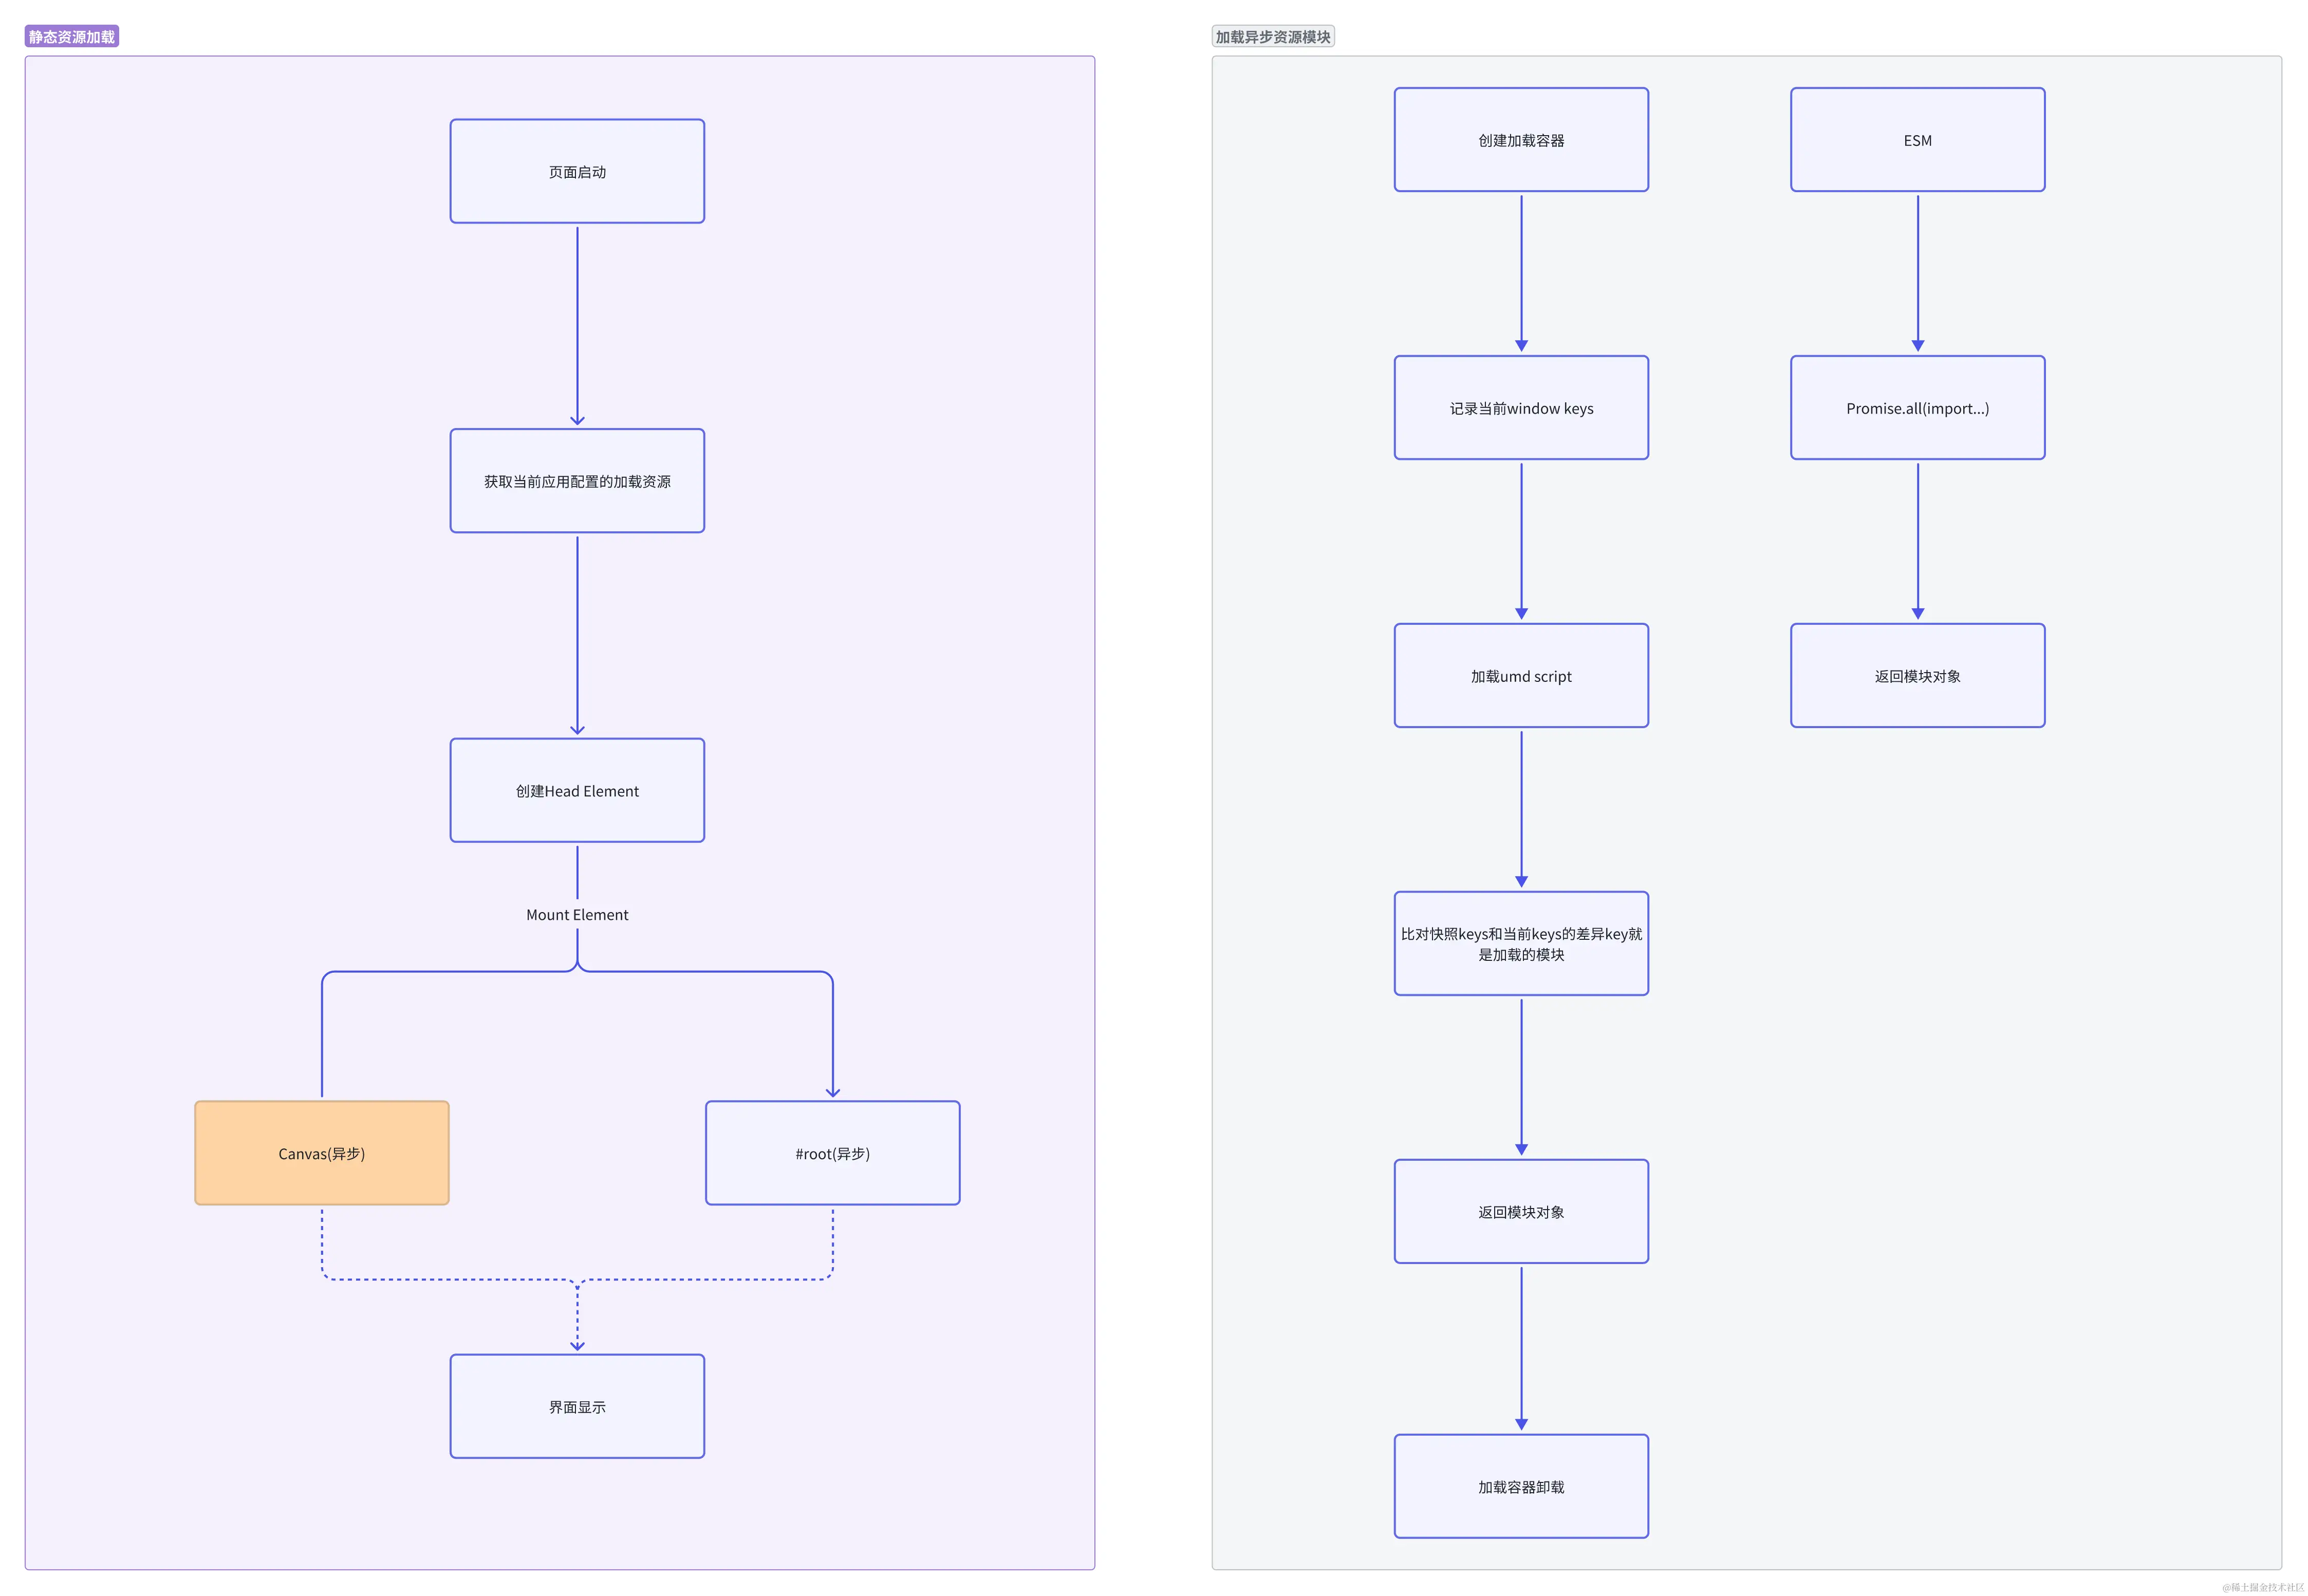 静态资源加载
页面启动
获取当前应用配置的加载资源
创建Head Element
Mount Element
Canvas(异步)
#root(异步)
界面显示
加载异步资源模块
创建加载容器
记录当前window keys
加载umd script
比对快照keys和当前keys的差异key就
是加载的模块
返回模块对象
加载容器卸载
ESM
Promise.all(import...)
返回模块对象
@稀土掘金技术社区